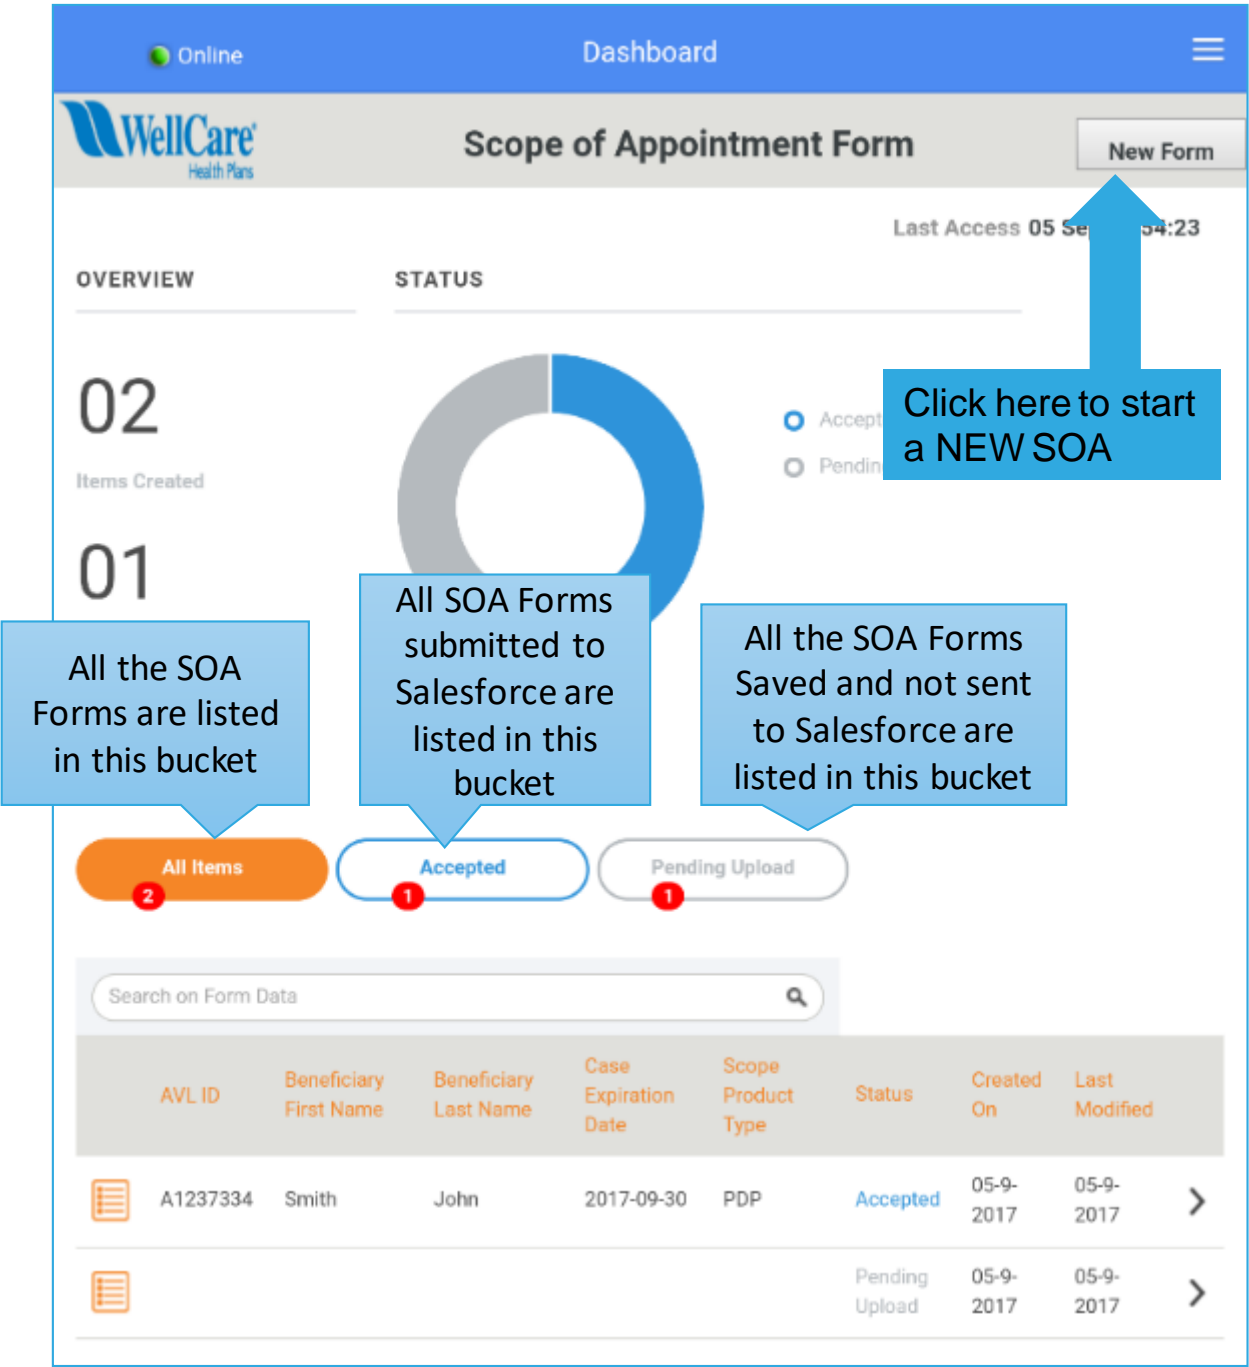 Online
Dashboard
WellCare®
Health Plans
Scope of Appointment Form
New Form
Last Access 05 54:23
OVERVIEW
STATUS
02
Items Created
01
Click here to start
a NEW SOA
All the SOA
Forms are listed
in this bucket
All SOA Forms
submitted to
Salesforce are
listed in this
bucket
All the SOA Forms
Saved and not sent
to Salesforce are
listed in this bucket
All Items
2
Accepted
1
Pending Upload
1
Search on Form Data
AVL ID
Beneficiary
First Name
Beneficiary
Last Name
Case
Expiration
Date
Scope
Product
Type
Status
Created
On
Last
Modified
A1237334 Smith John 2017-09-30 PDP Accepted
05-9-
2017
05-9-
2017
Pending
Upload
05-9-
2017
05-9-
2017